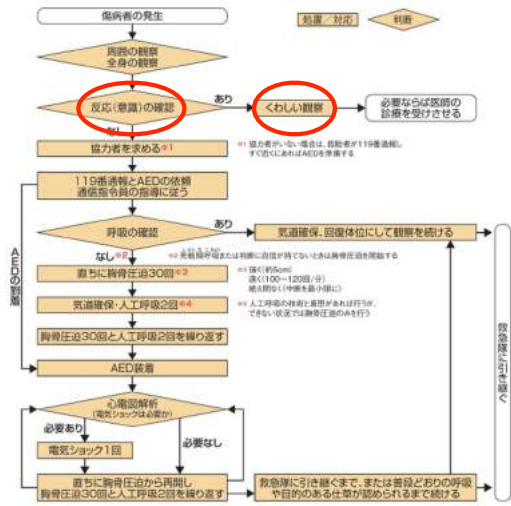 傷病者の発生
処置／対応
判断
周囲の観察
全身の観察
反応（意識）の確認
あり
くわしい観察
必要ならば医師の
診療を受けさせる
なし
協力者を求める※1
※1 協力者がいない場合は、救助者が119番通報し
すぐ近くにあればAEDを準備する
119番通報とAEDの依頼
通信指令員の指導に従う
呼吸の確認
あり
気道確保、回復体位にして観察を続ける
なし※2
※2 死戦期呼吸または判断に自信が持てないときは胸骨圧迫を開始する
直ちに胸骨圧迫30回※3
※3 強く（約5cm）
速く（100〜120回/分）
絶え間なく（中断を最小限に）
気道確保・人工呼吸2回※4
※4 人工呼吸の技術と意思があれば行うが、
できない状況では胸骨圧迫のみを行う
胸骨圧迫30回と人工呼吸2回を繰り返す
AEDの到着
AED装着
心電図解析
（電気ショックは必要か）
必要あり
必要なし
電気ショック1回
直ちに胸骨圧迫から再開し
胸骨圧迫30回と人工呼吸2回を繰り返す
救急隊に引き継ぐまで、または普段どおりの呼吸
や目的のある仕草が認められるまで続ける
救急隊に引き継ぐ